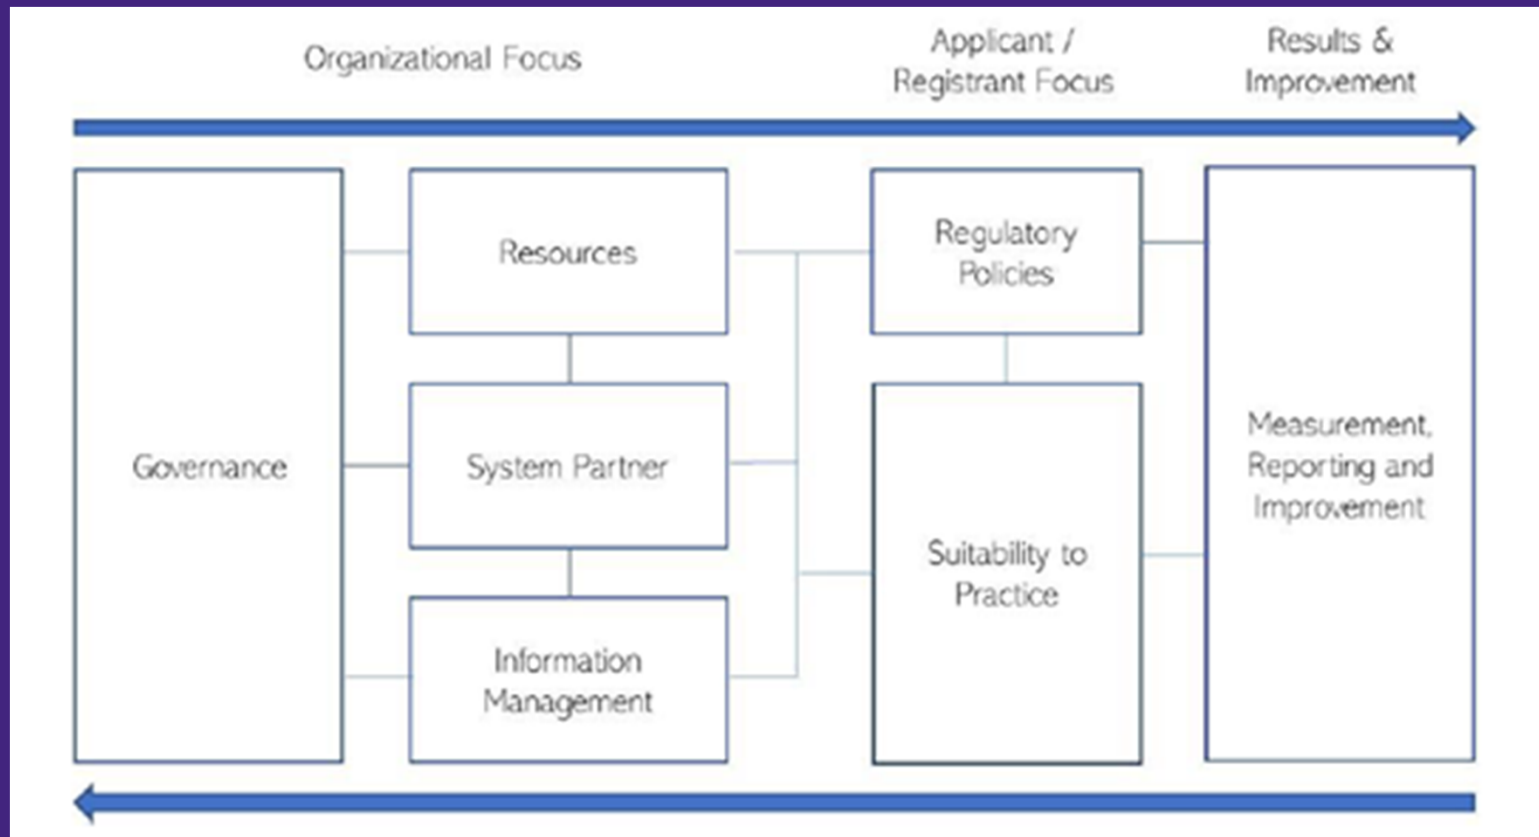 Organizational Focus
Applicant /
Registrant Focus
Results &
Improvement
Governance
Resources
System Partner
Information
Management
Regulatory
Policies
Suitability to
Practice
Measurement,
Reporting and
Improvement